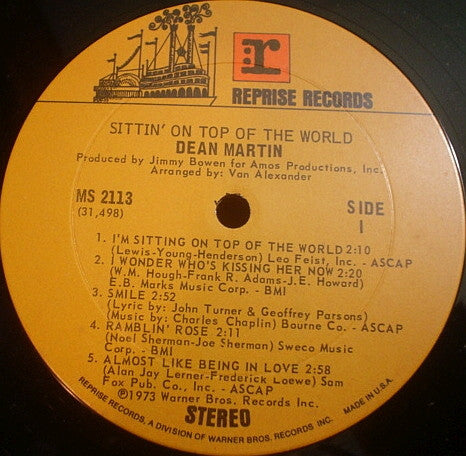 r:
REPRISE RECORDS
SITTIN' ON TOP OF THE WORLD
DEAN MARTIN
Produced by Jimmy Bowen for Amos Productions, Inc.
Arranged by: Van Alexander
MS 2113
(31,498)
SIDE
1
1. I'M SITTING ON TOP OF THE WORLD 2:10
(Lewis-Young-Henderson) Leo Feist, Inc. - ASCAP
2. I WONDER WHO'S KISSING HER NOW 2:20
(W.M. Hough-Frank R. Adams-J.E. Howard)
E.B. Marks Music Corp. - BMI
3. SMILE 2:52
(Lyric by: John Turner & Geoffrey Parsons)
(Music by: Charles Chaplin) Bourne Co. - ASCAP
4. RAMBLIN' ROSE 2:11
(Noel Sherman-Joe Sherman) Sweco Music
Corp. - BMI
5. ALMOST LIKE BEING IN LOVE 2:58
(Alan Jay Lerner-Frederick Loewe) Sam
Fox Pub. Co., Inc. - ASCAP
℗1973 Warner Bros. Records Inc.
STEREO
REPRISE RECORDS, A DIVISION OF WARNER BROS. RECORDS INC. MADE IN U.S.A.